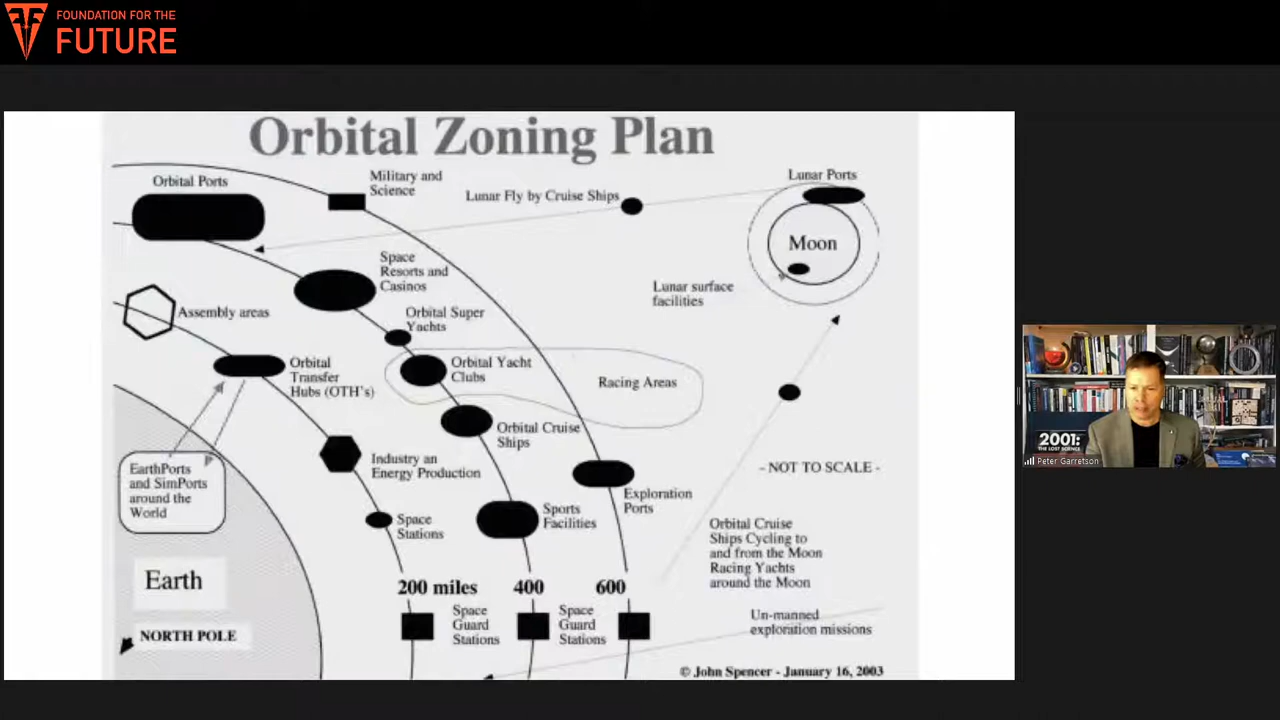 FOUNDATION FOR THE
FUTURE
Orbital Zoning Plan
Orbital Ports
Military and
Science
Lunar Fly by Cruise Ships
Lunar Ports
Moon
Space
Resorts and
Casinos
Lunar surface
facilities
Assembly areas
Orbital Super
Yachts
Orbital
Transfer
Hubs (OTH's)
Orbital Yacht
Clubs
Racing Areas
Orbital Cruise
Ships
EarthPorts
and SimPorts
around the
World
Industry an
Energy Production
- NOT TO SCALE -
Exploration
Ports
Space
Stations
Sports
Facilities
Orbital Cruise
Ships Cycling to
and from the Moon
Racing Yachts
around the Moon
Earth
200 miles
400
600
Space
Guard
Stations
Space
Guard
Stations
Un-manned
exploration missions
NORTH POLE
© John Spencer - January 16, 2003
2001:
THE LOST SCIENCE
Peter Garretson